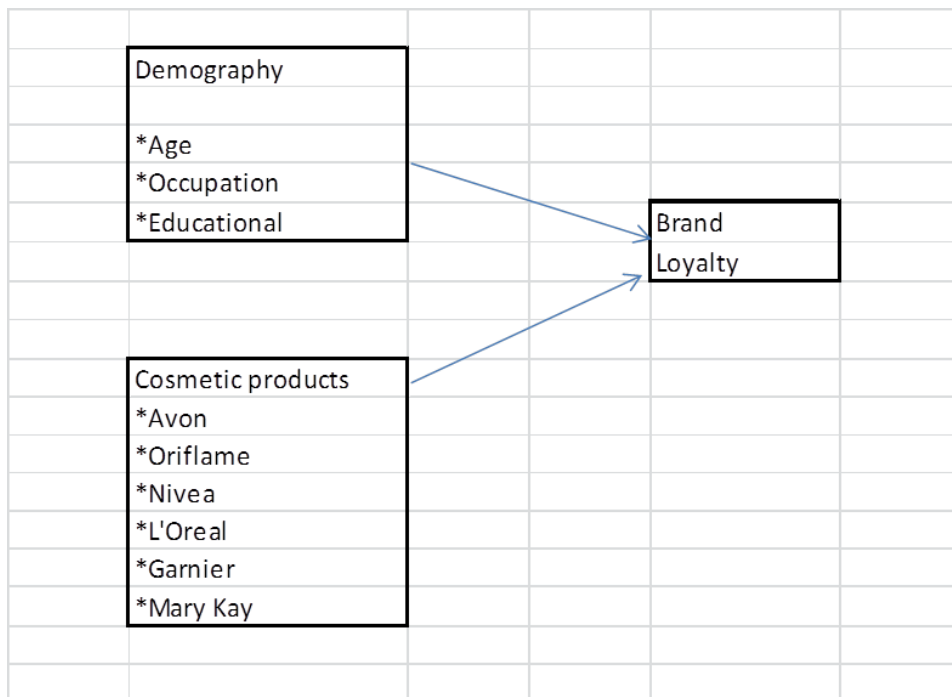 Demography
*Age
*Occupation
*Educational
Brand
Loyalty
Cosmetic products
*Avon
*Oriflame
*Nivea
*L'Oreal
*Garnier
*Mary Kay